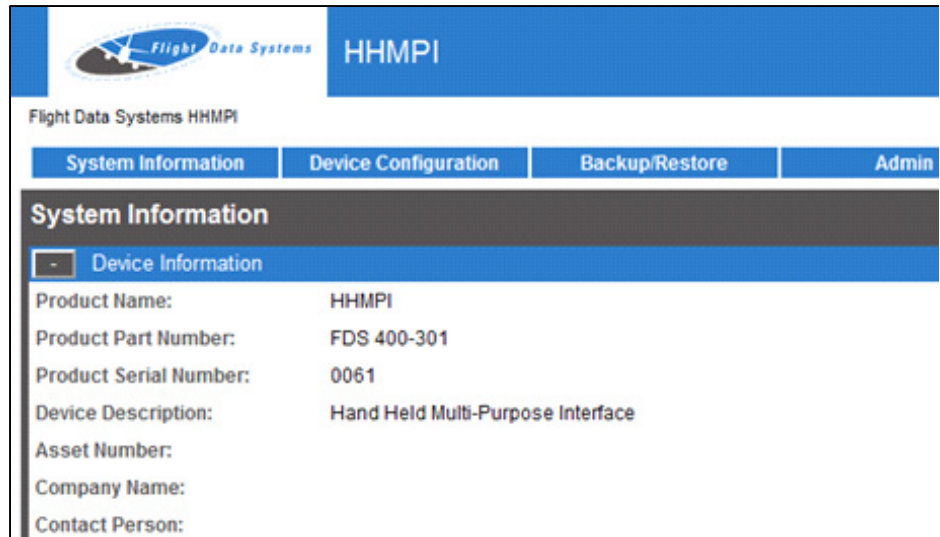 Flight Data Systems
HHMPI
Flight Data Systems HHMPI
System Information Device Configuration Backup/Restore Admin
System Information
- Device Information
Product Name: HHMPI
Product Part Number: FDS 400-301
Product Serial Number: 0061
Device Description: Hand Held Multi-Purpose Interface
Asset Number:
Company Name:
Contact Person: